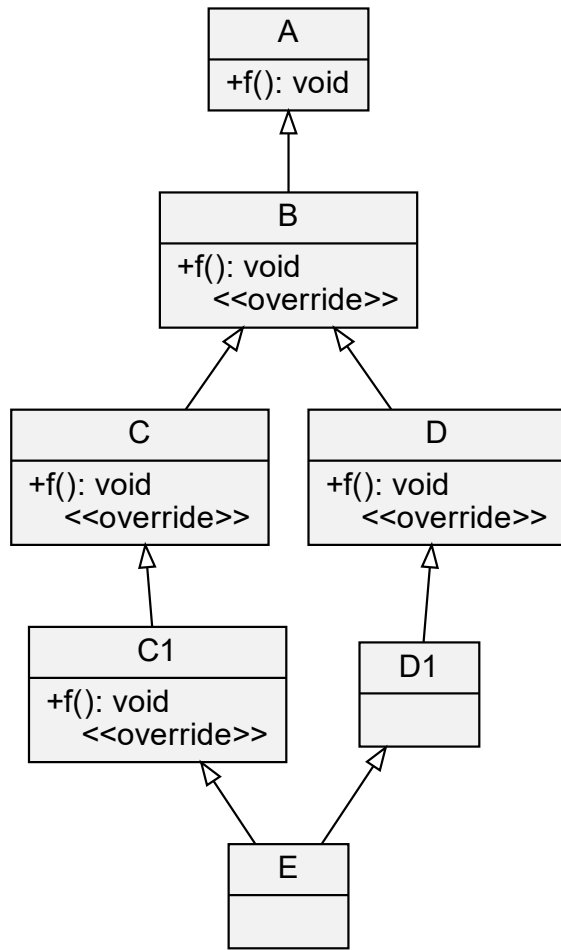 A
+f(): void
B
+f(): void
<<override>>
C
+f(): void
<<override>>
D
+f(): void
<<override>>
C1
+f(): void
<<override>>
D1
E